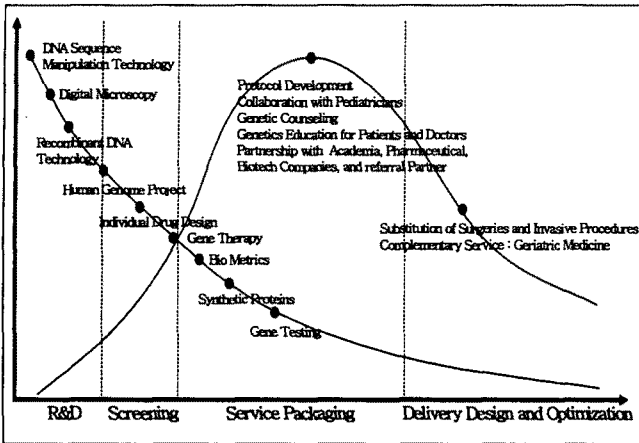 DNA Sequence
Manipulation Technology
Digital Microscopy
Recombinant DNA
Technology
Human Genome Project
Individual Drug Design
Gene Therapy
Bio Metrics
Synthetic Proteins
Gene Testing
Protocol Development
Collaboration with Pediatricians
Genetic Counseling
Genetics Education for Patients and Doctors
Partnership with Academia, Pharmaceutical,
Biotech Companies, and referral Partner
Substitution of Surgeries and Invasive Procedures
Complementary Service : Geriatric Medicine
R&D
Screening
Service Packaging
Delivery Design and Optimization